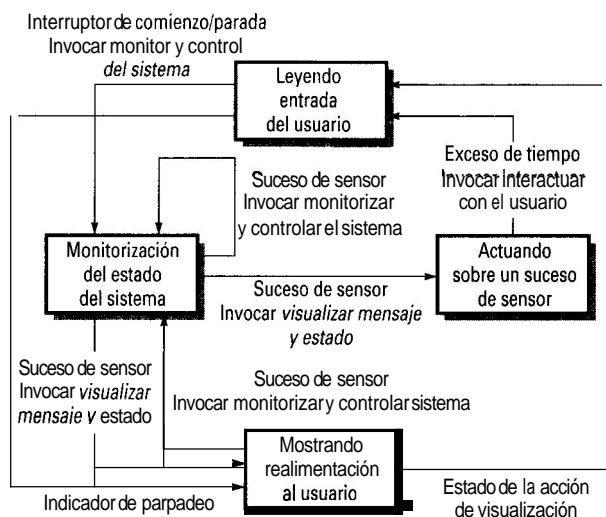 Interruptor de comienzo/parada
Invocar monitor y control
del sistema
Leyendo
entrada
del usuario
Exceso de tiempo
Invocar interactuar
con el usuario
Suceso de sensor
Invocar monitorizar
y controlar el sistema
Monitorización
del estado
del sistema
Actuando
sobre un suceso
de sensor
Suceso de sensor
Invocar visualizar mensaje
y estado
Suceso de sensor
Invocar visualizar
mensaje y estado
Suceso de sensor
Invocar monitorizar y controlar sistema
Mostrando
realimentación
al usuario
Indicador de parpadeo
Estado de la acción
de visualización